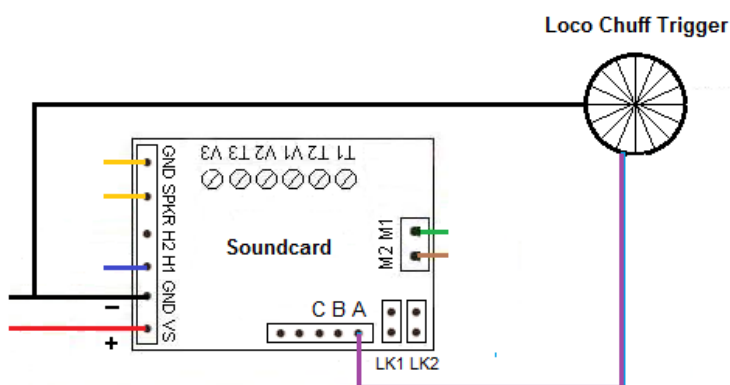 Loco Chuff Trigger
V3 T3 V2 V1 T2 T1
GND SPKR H2 H1 GND VS
Soundcard
M2 M1
–
+
C B A
LK1 LK2